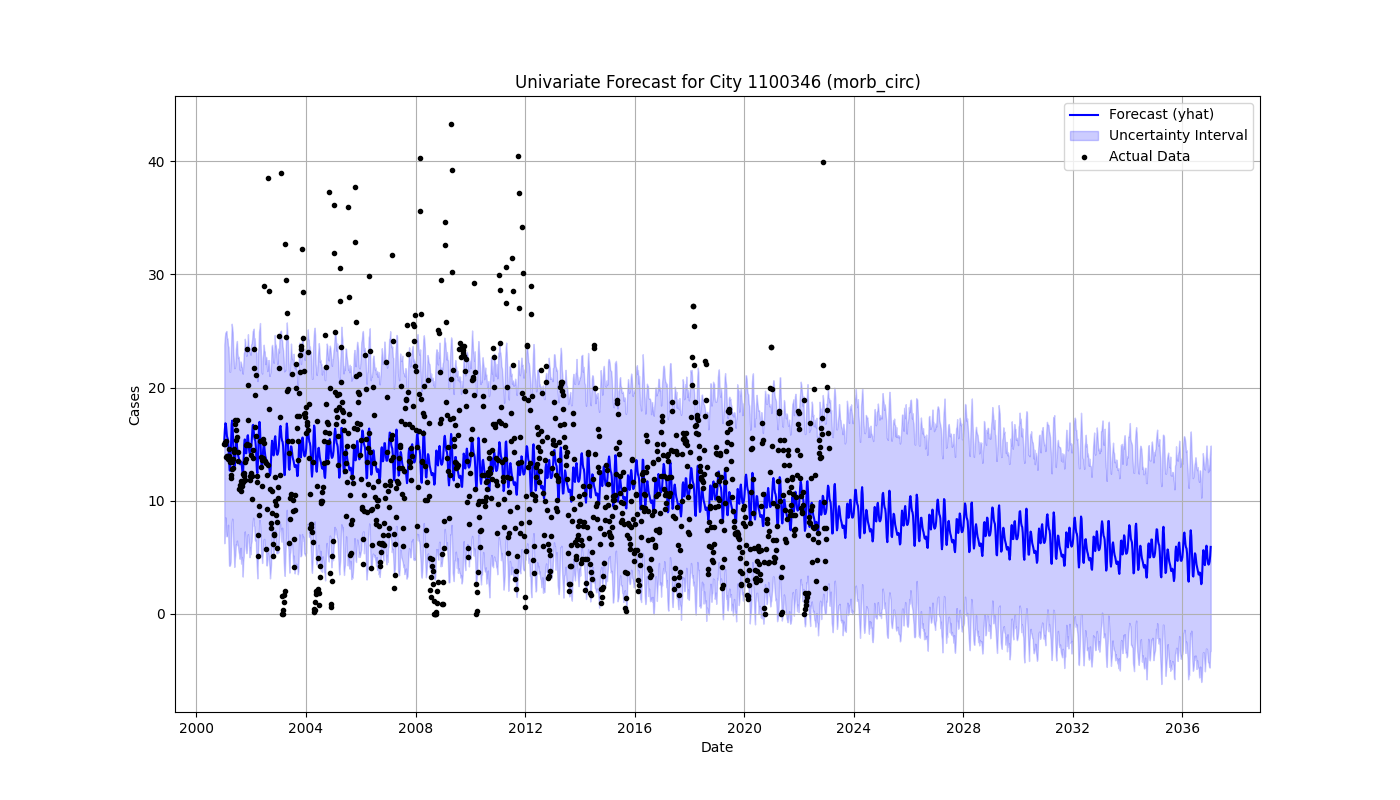 Univariate Forecast for City 1100346 (morb_circ)
Forecast (yhat)
Uncertainty Interval
Actual Data
Cases
40
30
20
10
0
2000 2004 2008 2012 2016 2020 2024 2028 2032 2036
Date